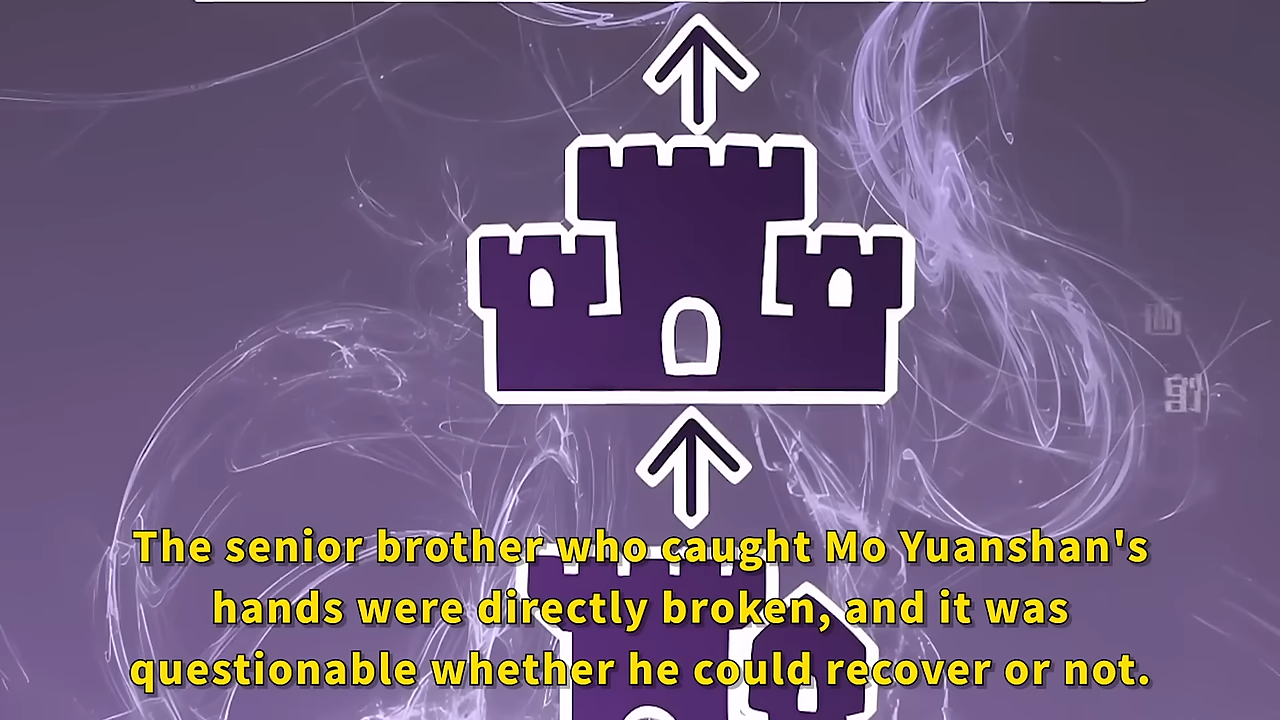 The senior brother who caught Mo Yuanshan's
hands were directly broken, and it was
questionable whether he could recover or not.